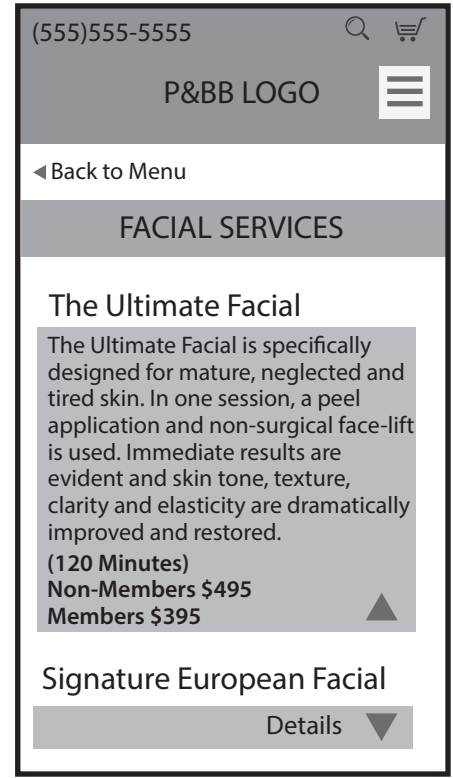 (555)555-5555
P&BB LOGO
Back to Menu
FACIAL SERVICES
The Ultimate Facial
The Ultimate Facial is specifically
designed for mature, neglected and
tired skin. In one session, a peel
application and non-surgical face-lift
is used. Immediate results are
evident and skin tone, texture,
clarity and elasticity are dramatically
improved and restored.
(120 Minutes)
Non-Members $495
Members $395
Signature European Facial
Details